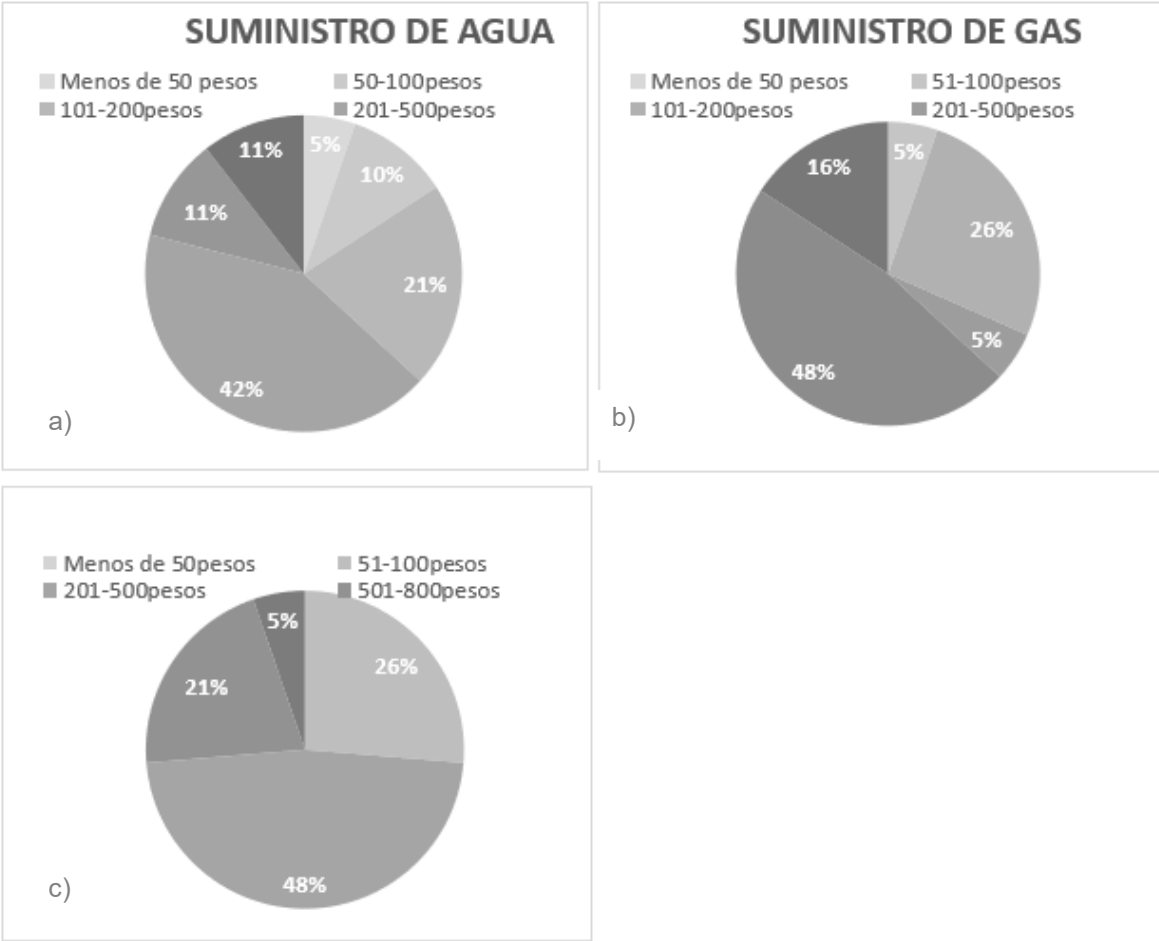 SUMINISTRO DE AGUA
Menos de 50 pesos 50-100pesos
101-200pesos 201-500pesos
11% 5%
10%
11%
21%
42%
a)
SUMINISTRO DE GAS
Menos de 50 pesos 51-100pesos
101-200pesos 201-500pesos
16% 5%
26%
5%
48%
b)
Menos de 50pesos 51-100pesos
201-500pesos 501-800pesos
5%
26%
21%
48%
c)